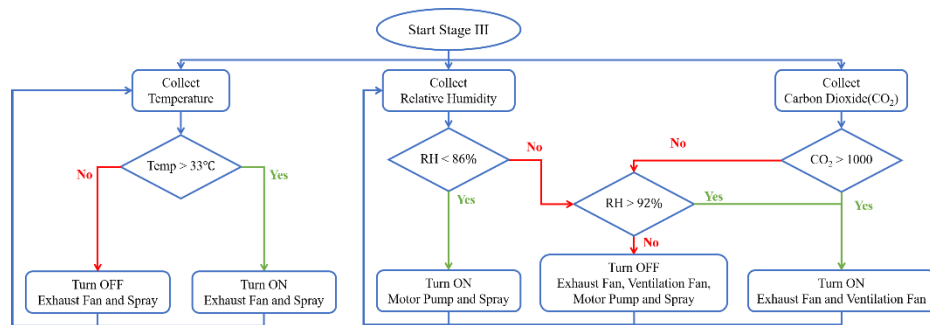 Start Stage III
Collect
Temperature
Collect
Relative Humidity
Collect
Carbon Dioxide(CO₂)
Temp > 33℃
RH < 86%
CO₂ > 1000
No
Yes
No
No
Yes
RH > 92%
Yes
Yes
No
Turn OFF
Exhaust Fan and Spray
Turn ON
Exhaust Fan and Spray
Turn ON
Motor Pump and Spray
Turn OFF
Exhaust Fan, Ventilation Fan,
Motor Pump and Spray
Turn ON
Exhaust Fan and Ventilation Fan